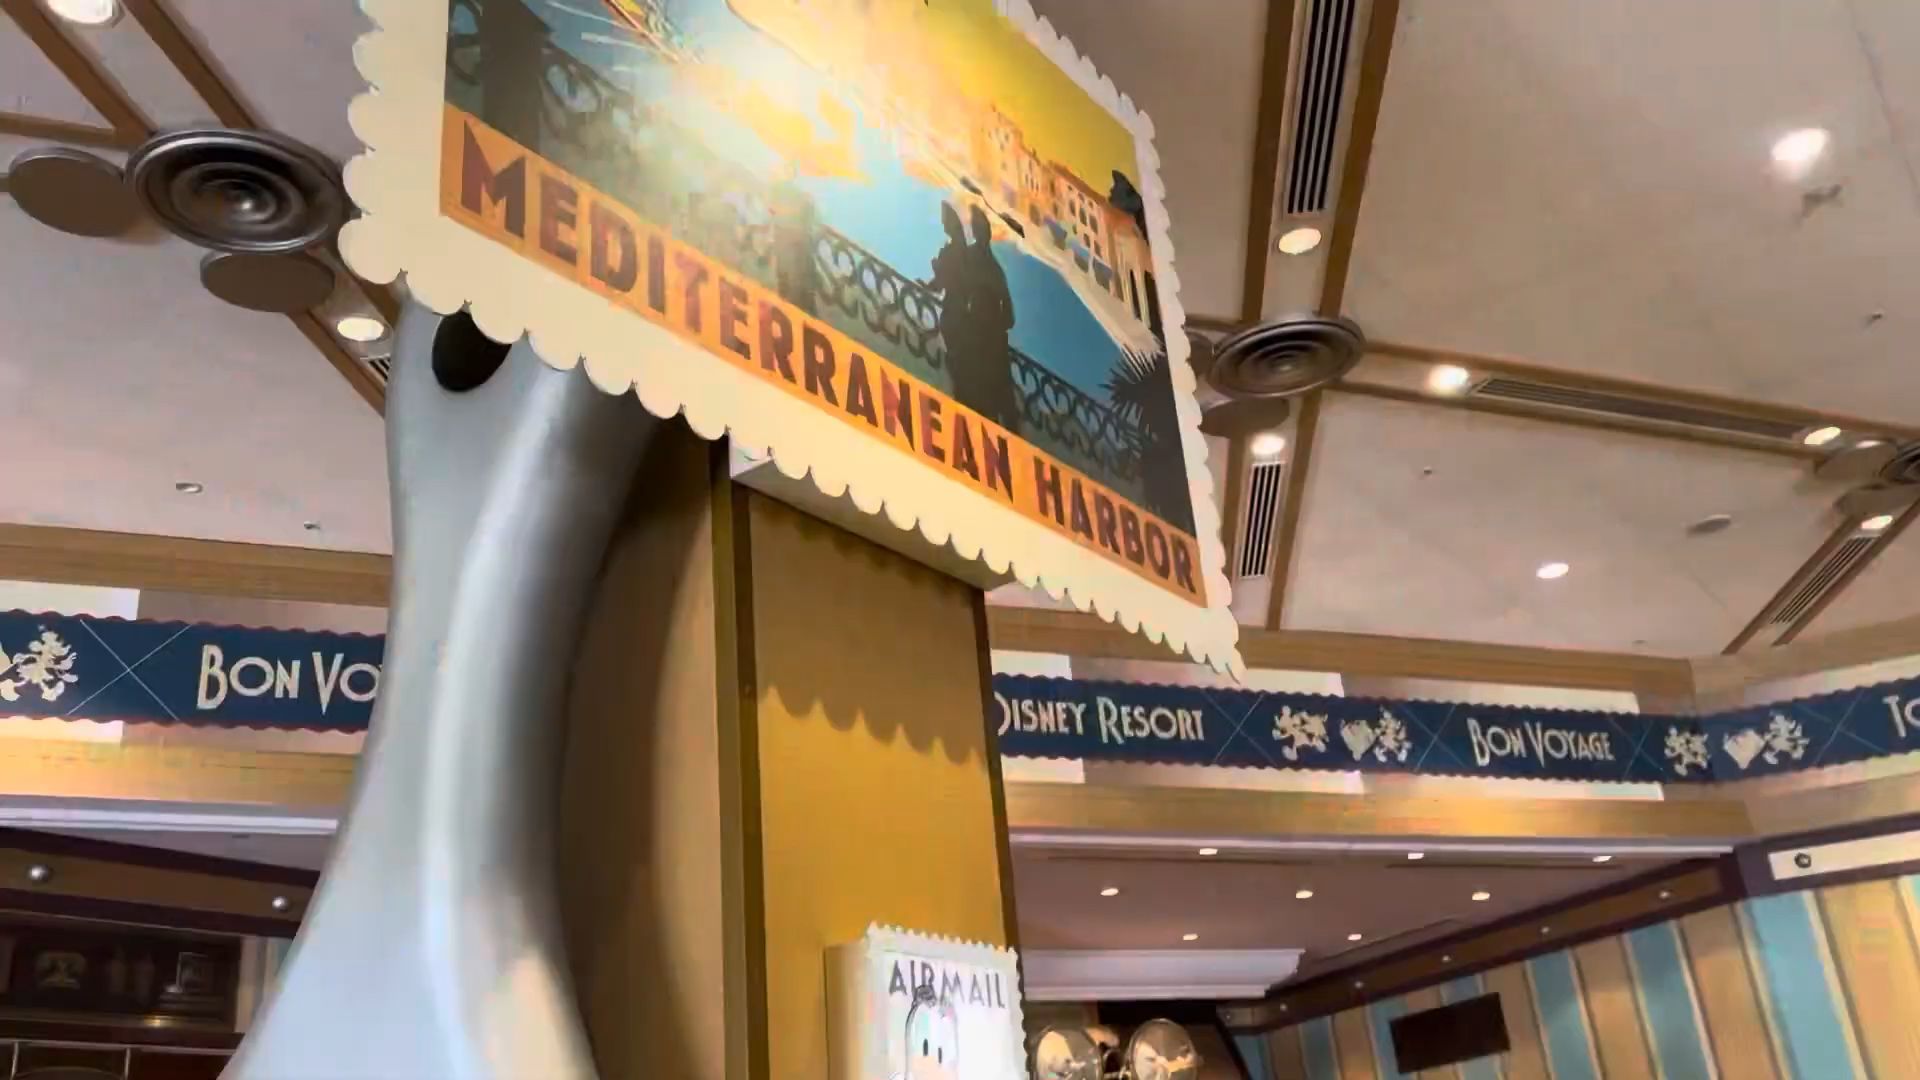 MEDITERRANEAN HARBOR
BON VO
DISNEY RESORT
BON VOYAGE
AIRMAIL